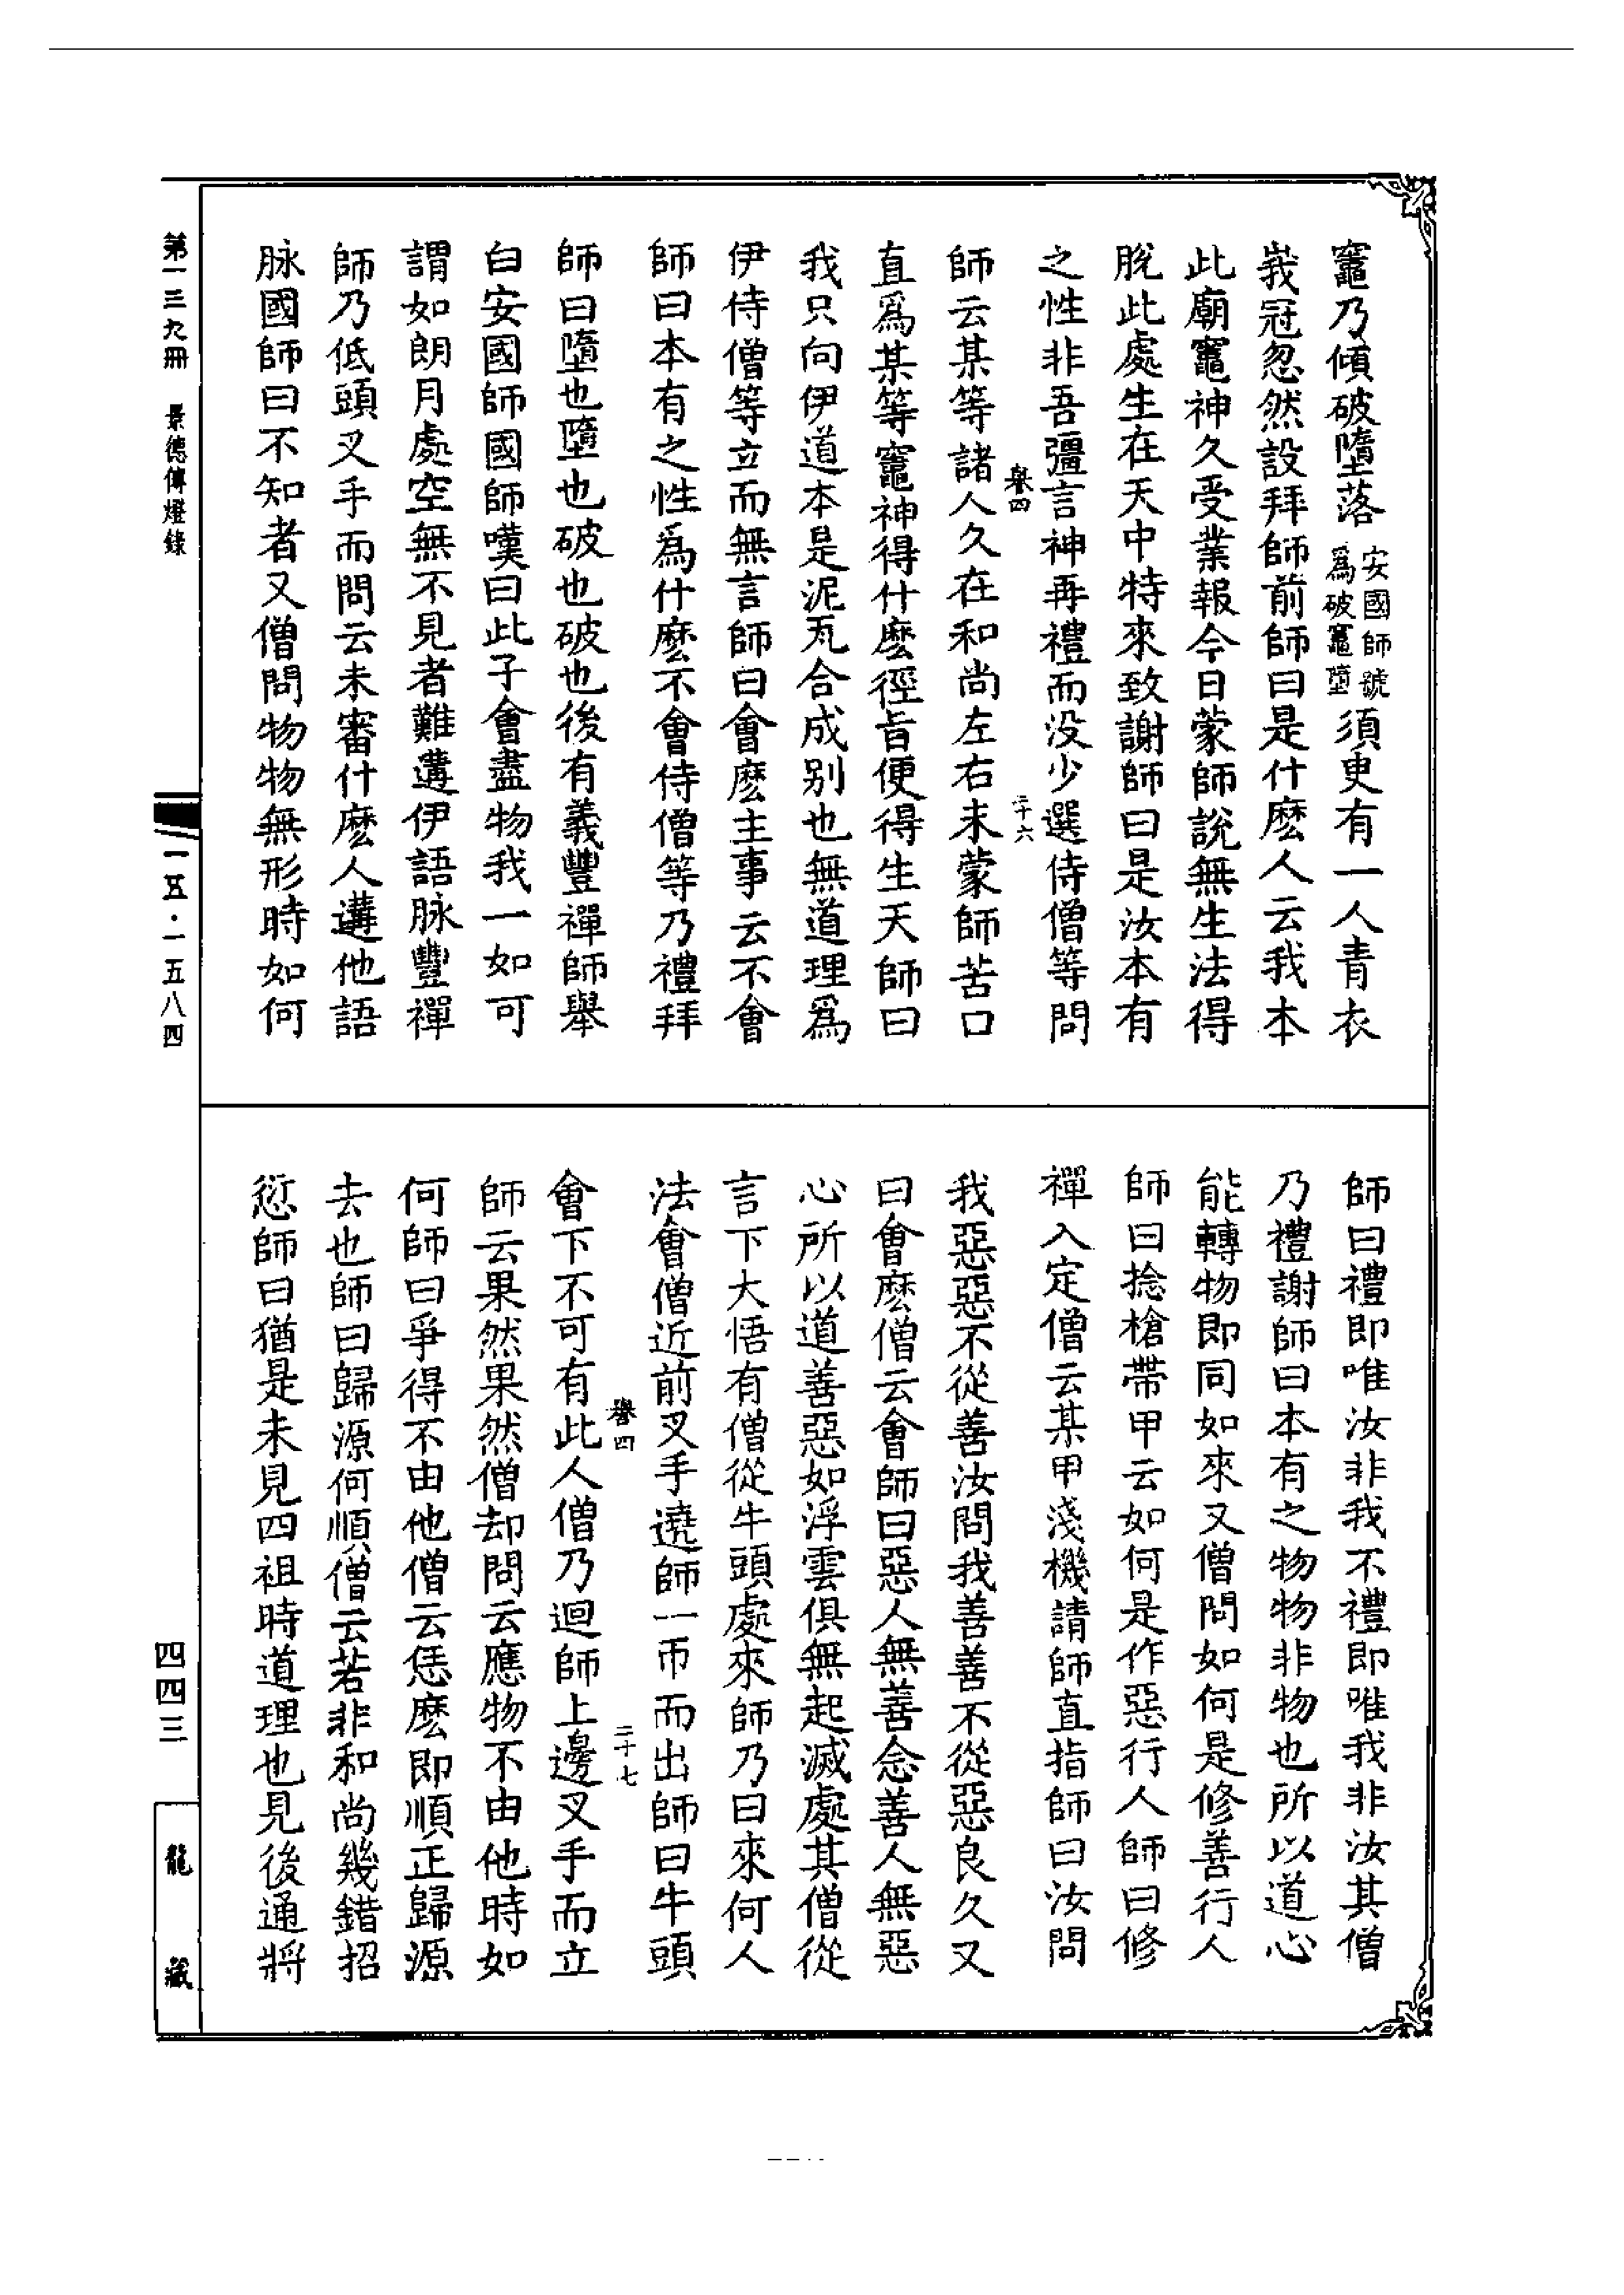 竈乃傾破墮落安國師號為破竈墮須更有一人青衣
峩冠忽然設拜師前師曰是什麽人云我本
此廟竈神久受業報今日蒙師說無生法得
脫此處生在天中特來致謝師曰是汝本有
之性非吾彊言神再禮而没少選侍僧等問
二十六
師云某等諸人久在和尚左右未蒙師苦口
直爲某等竈神得什麽徑旨便得生天師曰
我只向伊道本是泥瓦合成别也無道理爲
伊侍僧等立而無言師曰會麽主事云不會
師曰本有之性爲什麽不會侍僧等乃禮拜
師曰墮也墮也破也破也後有義豐禪師舉
白安國師國師嘆曰此子會盡物我一如可
謂如朗月處空無不見者難遘伊語脉豐禪
師乃低頭叉手而問云未審什麽人遘他語
脉國師曰不知者又僧問物物無形時如何
師曰禮即唯汝非我不禮即唯我非汝其僧
乃禮謝師曰本有之物物非物也所以道心
能轉物即同如來又僧問如何是修善行人
師曰捻槍帶甲云如何是作惡行人師曰修
禪入定僧云某甲淺機請師直指師曰汝問
我惡惡不從善汝問我善善不從惡良久又
曰會麽僧云會師曰惡人無善念善人無惡
心所以道善惡如浮雲俱無起滅處其僧從
言下大悟有僧從牛頭處來師乃曰來何人
法會僧近前叉手遶師一帀而出師曰牛頭
二十七
會下不可有此人僧乃迴師上邊叉手而立
師云果然果然僧却問云應物不由他時如
何師曰爭得不由他僧云恁麽即順正歸源
去也師曰歸源何順僧云若非和尚幾錯招
愆師曰猶是未見四祖時道理也見後通將
第一三九冊 景德傳燈錄
一五·一五八四
四四三
龍藏